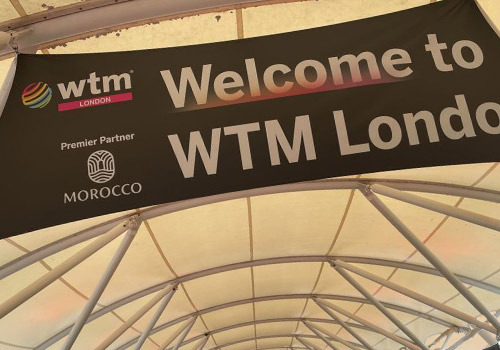 wtm
LONDON
Premier Partner
MOROCCO
Welcome to
WTM Londo